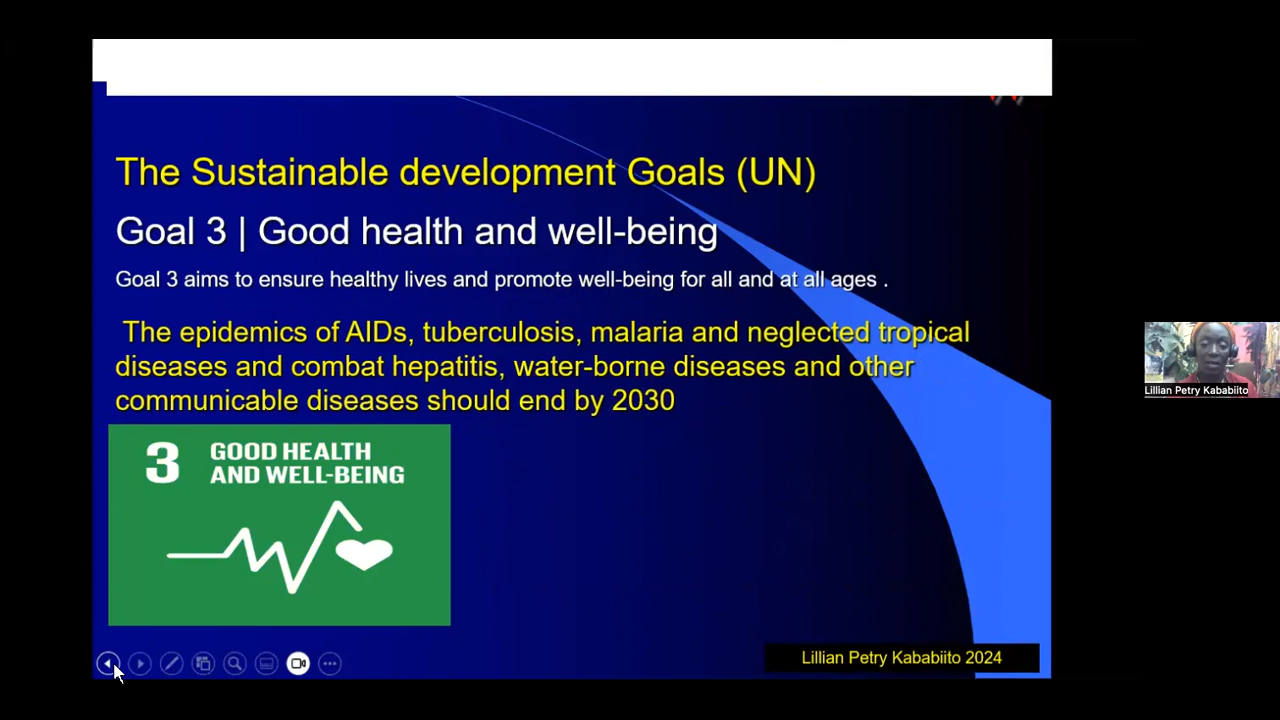 The Sustainable development Goals (UN)
Goal 3 | Good health and well-being
Goal 3 aims to ensure healthy lives and promote well-being for all and at all ages .
The epidemics of AIDs, tuberculosis, malaria and neglected tropical
diseases and combat hepatitis, water-borne diseases and other
communicable diseases should end by 2030
3 GOOD HEALTH
AND WELL-BEING
Lillian Petry Kababiito 2024
Lillian Petry Kababiito